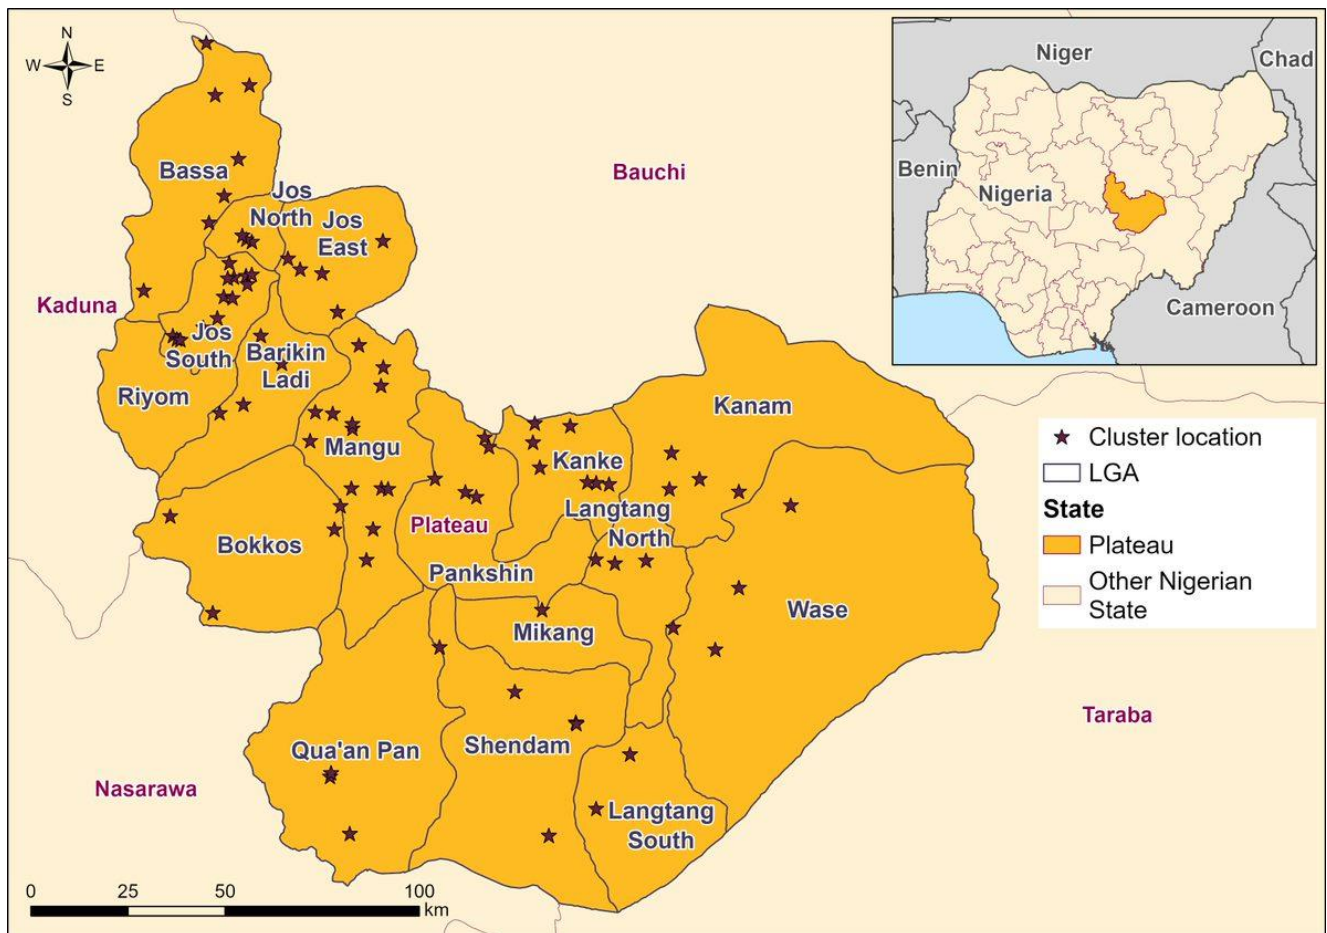 N
W E
S
Niger
Chad
Benin
Nigeria
Cameroon
Bauchi
Bassa
Jos
North
Jos
East
Kaduna
Jos
South
Barikin
Ladi
Riyom
Kanam
Mangu
Kanke
Langtang
North
Plateau
Bokkos
Pankshin
Mikang
Wase
Cluster location
LGA
State
Plateau
Other Nigerian
State
Taraba
Qua'an Pan
Shendam
Nasarawa
Langtang
South
0 25 50 100
km